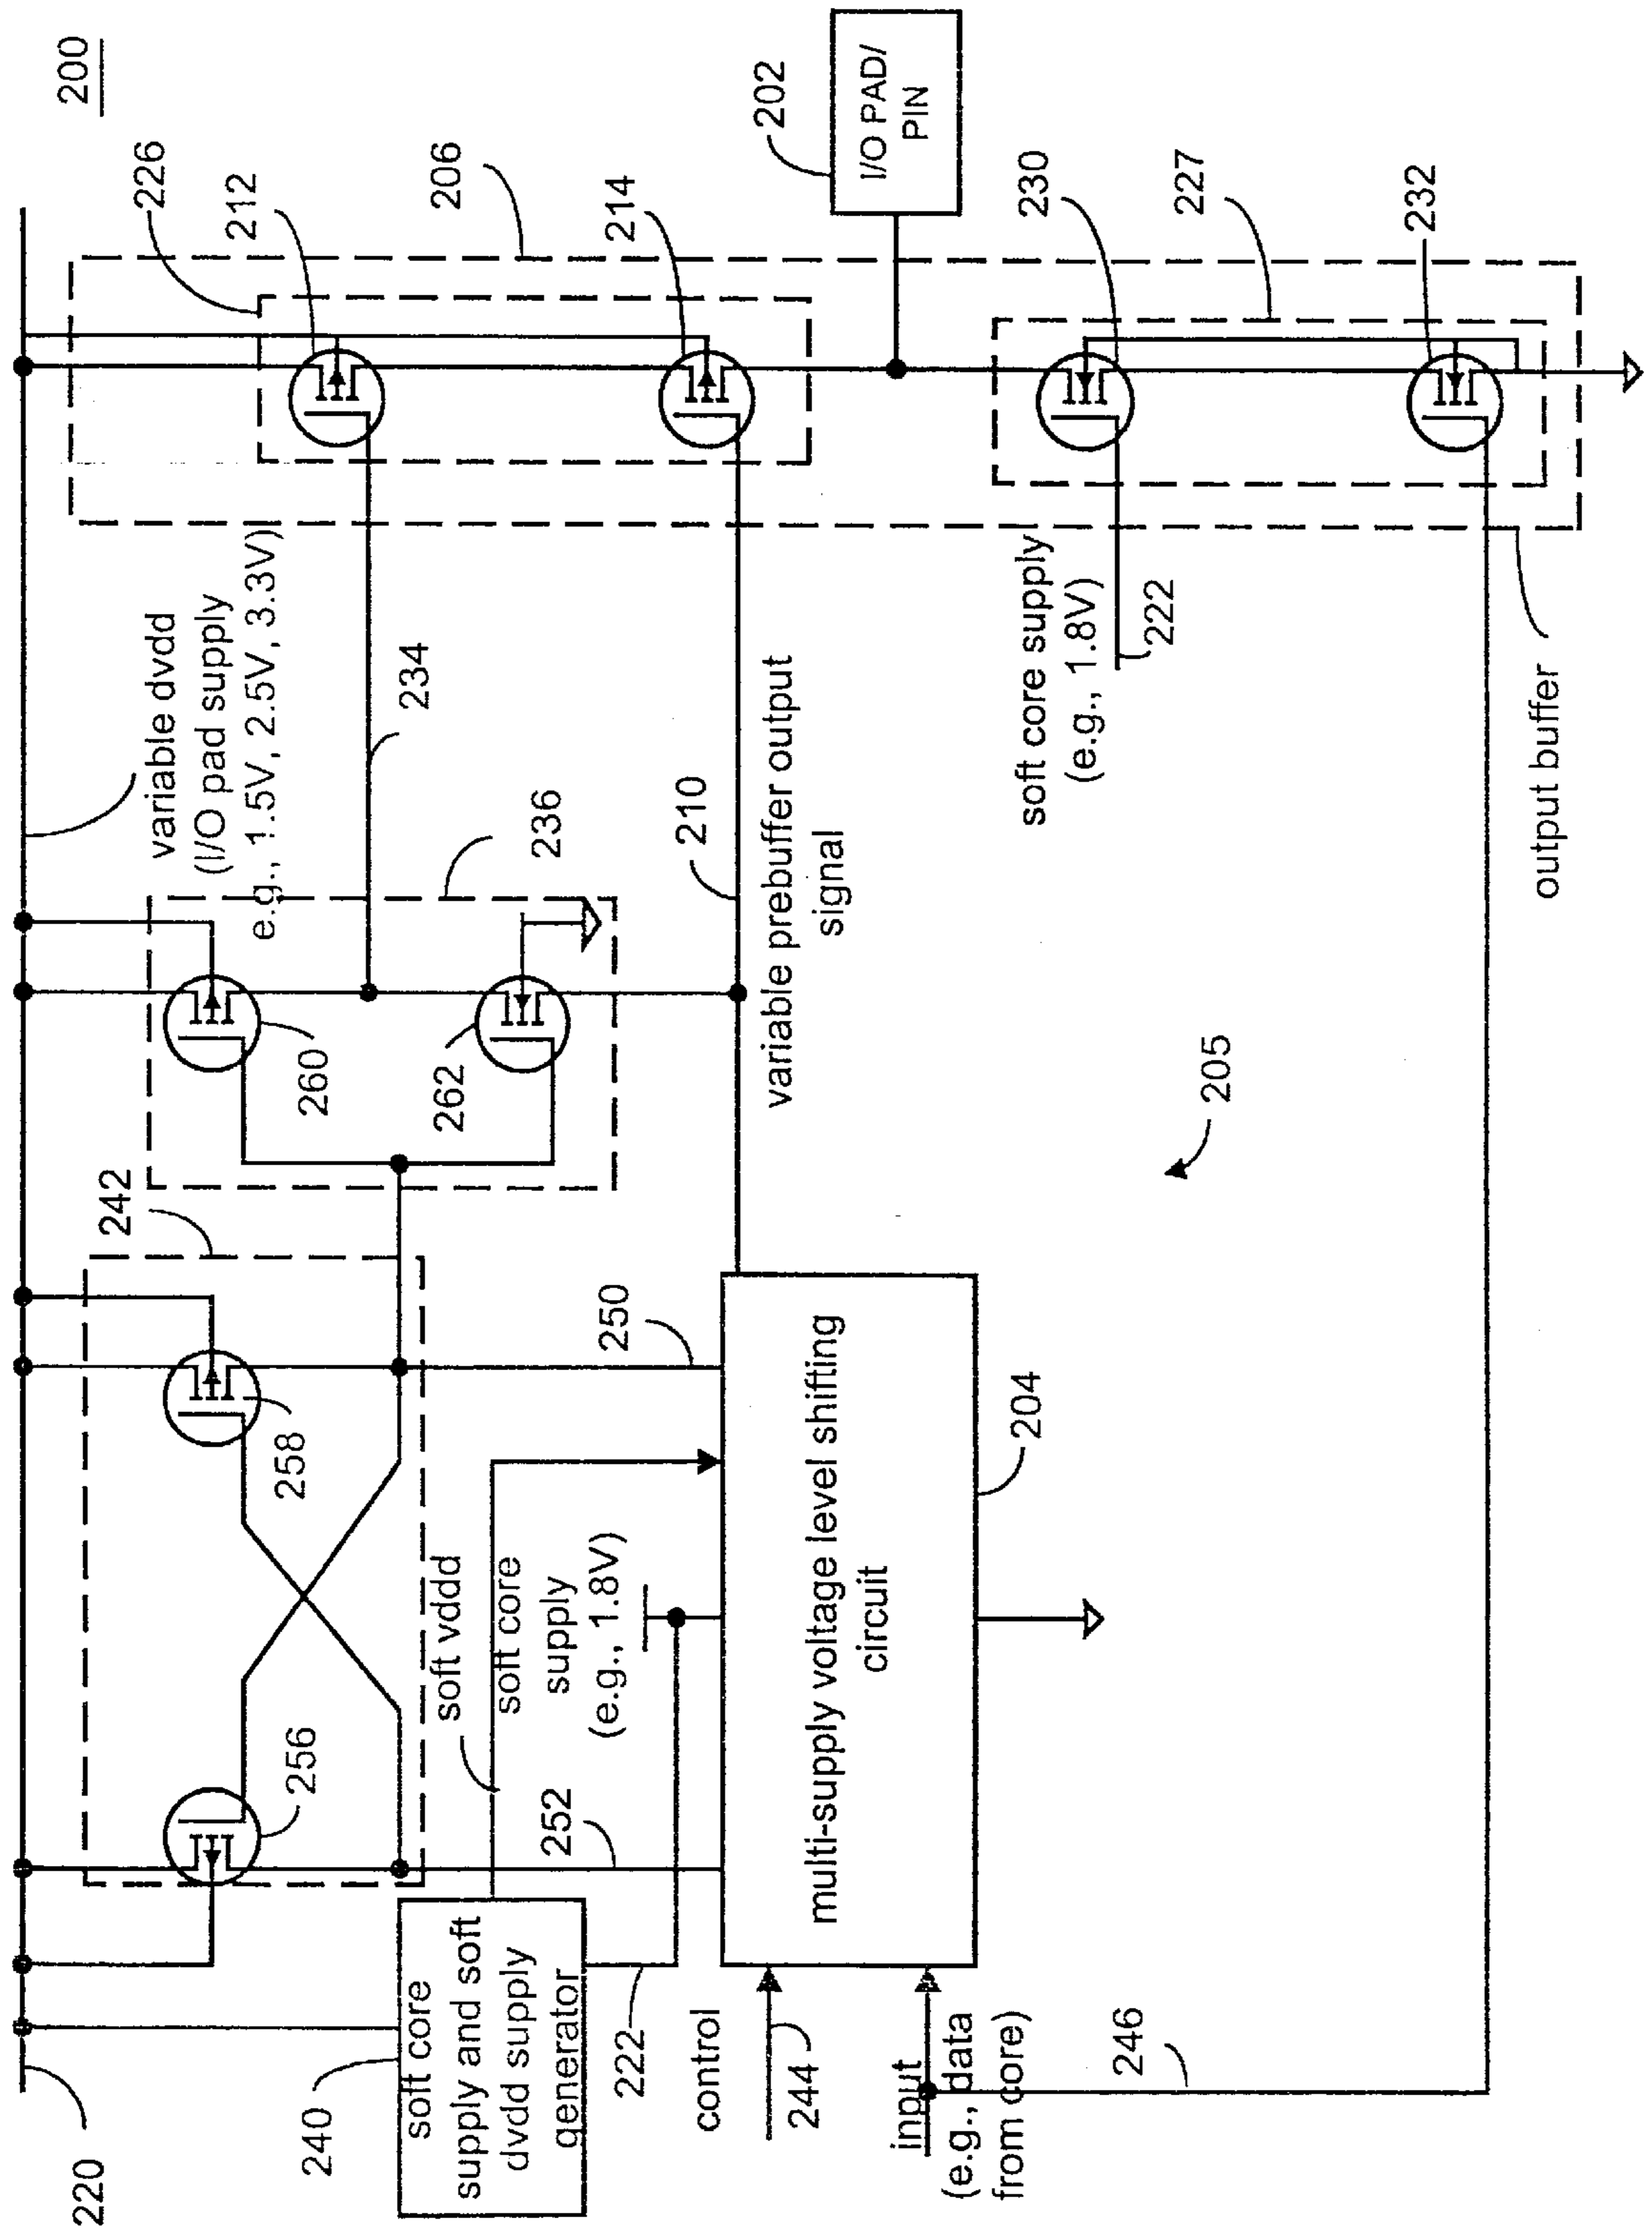 200
220
variable dvdd
(I/O pad supply
e.g., 1.5V, 2.5V, 3.3V)
226
212
206
214
202
I/O PAD/
PIN
230
227
232
234
236
260
262
210
variable prebuffer output
signal
soft core supply
(e.g., 1.8V)
222
output buffer
242
256
258
250
252
240
soft core
supply and soft
dvdd supply
generator
soft vddd
soft core
supply
(e.g., 1.8V)
222
control
244
input
(e.g., data
from core)
246
multi-supply voltage level shifting
circuit
204
205